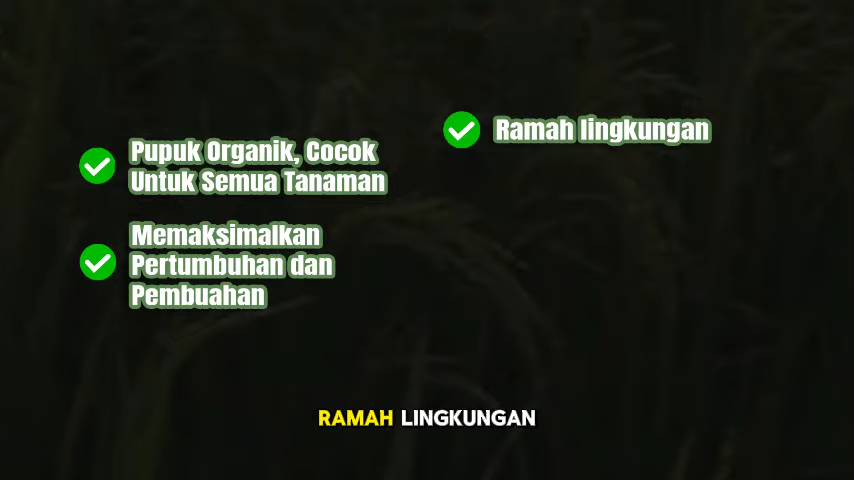 Pupuk Organik, Cocok
Untuk Semua Tanaman
Memaksimalkan
Pertumbuhan dan
Pembuahan
Ramah lingkungan
RAMAH LINGKUNGAN